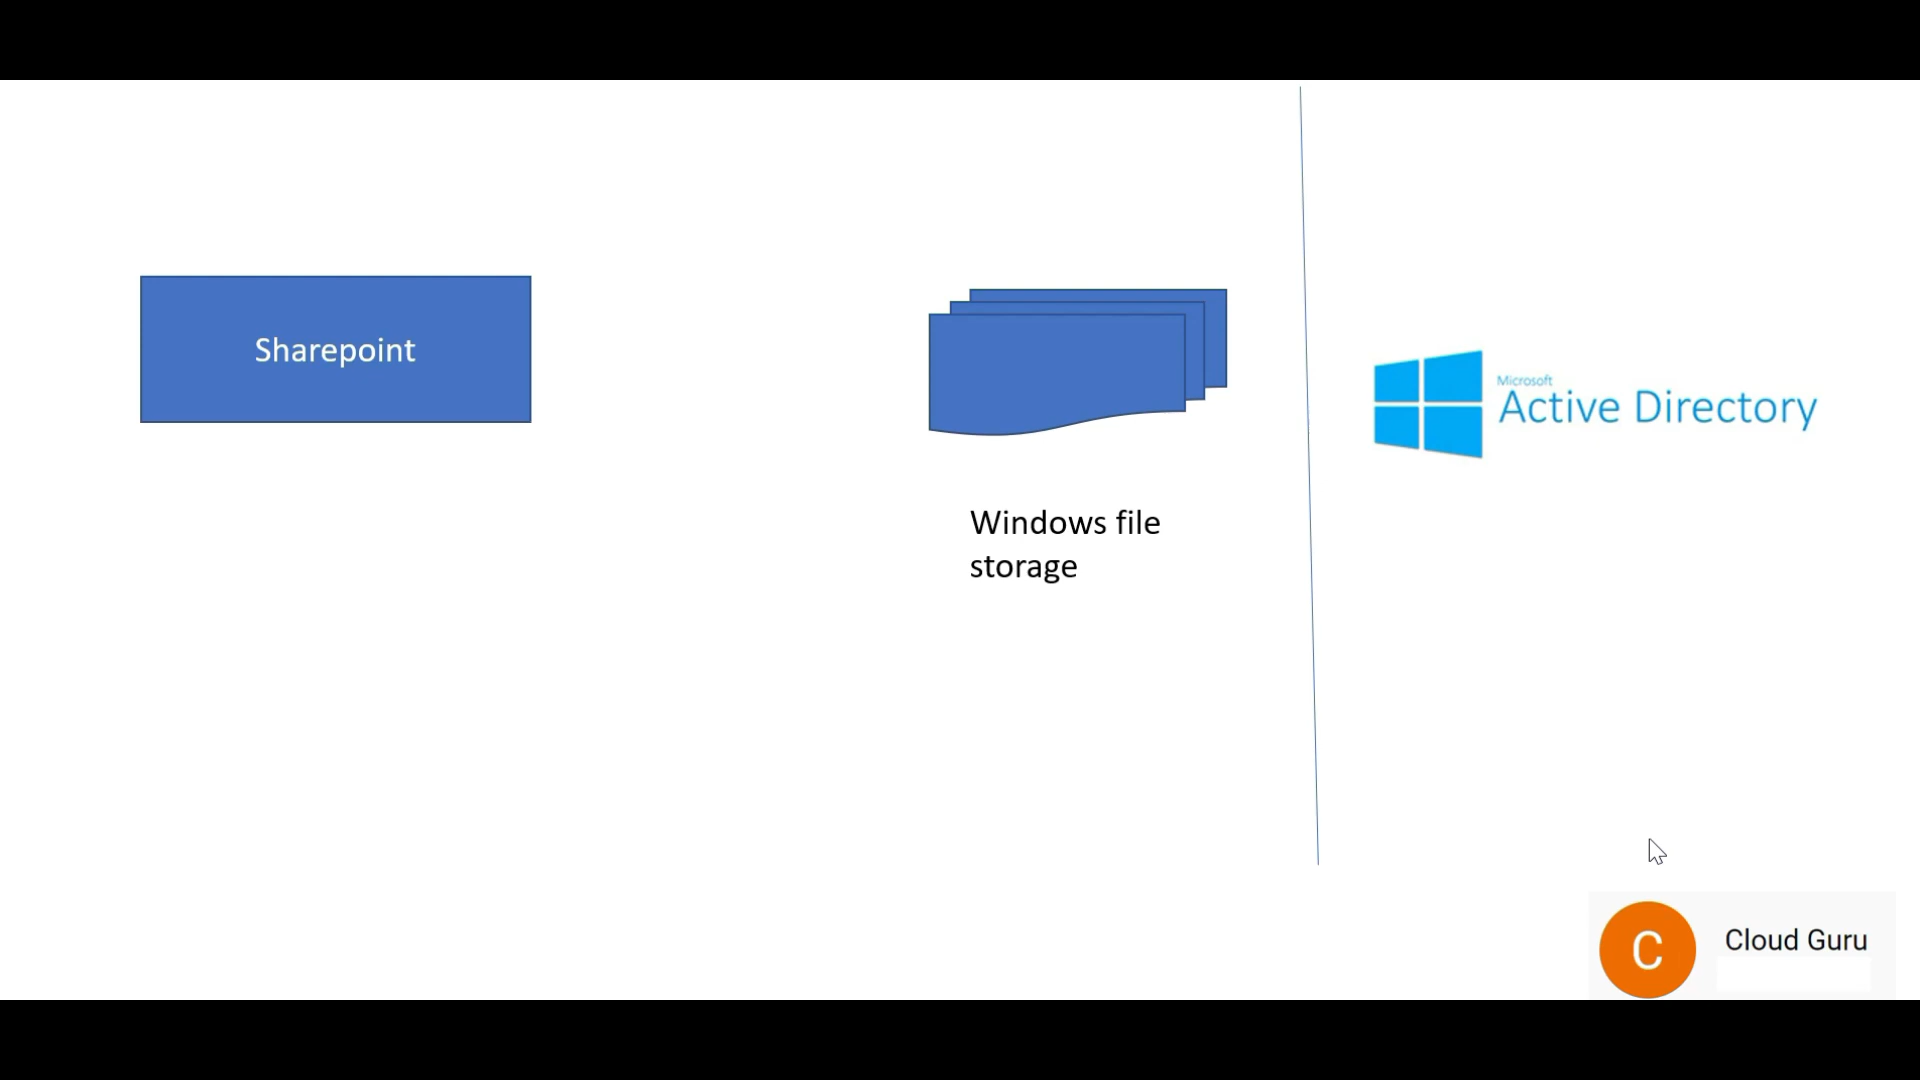 Sharepoint
Windows file
storage
Microsoft
Active Directory
C
Cloud Guru